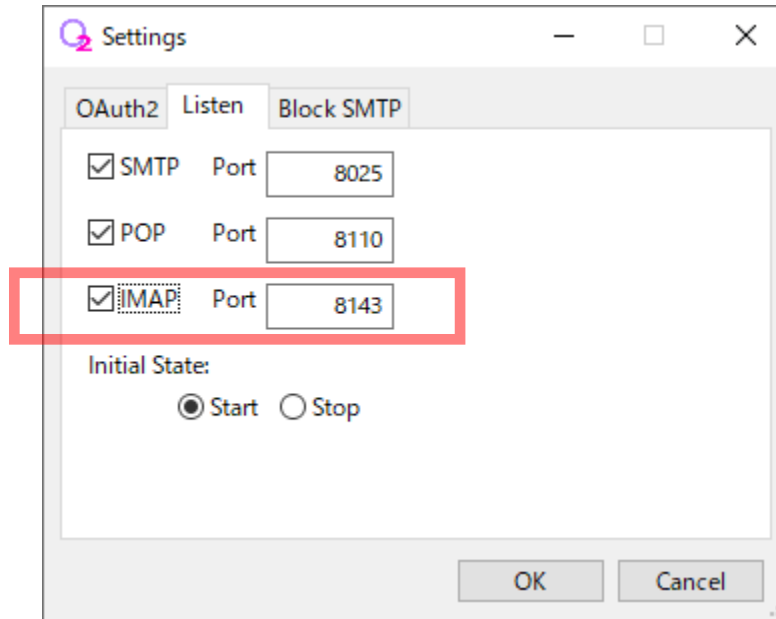 Settings
OAuth2 Listen Block SMTP
SMTP Port 8025
POP Port 8110
IMAP Port 8143
Initial State:
Start Stop
OK Cancel